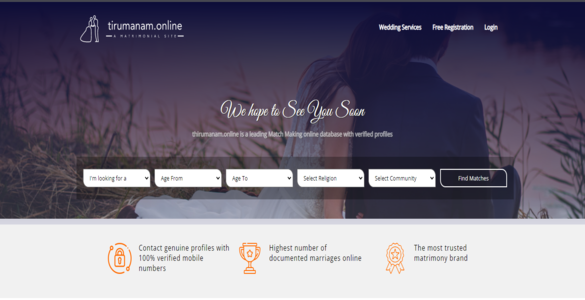 tirumanam.online
A MATRIMONIAL SITE
Wedding Services Free Registration Login
We hope to See You Soon
thirumanam.online is a leading Match Making online database with verified profiles
I'm looking for a Age From Age To Select Religion Select Community Find Matches
Contact genuine profiles with
100% verified mobile
numbers
Highest number of
documented marriages online
The most trusted
matrimony brand